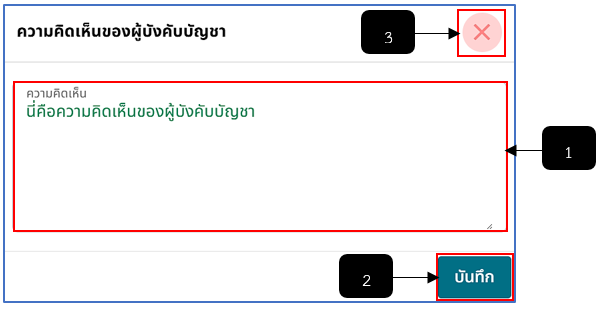 ความคิดเห็นของผู้บังคับบัญชา
3
ความคิดเห็น
นี่คือความคิดเห็นของผู้บังคับบัญชา
1
2
บันทึก